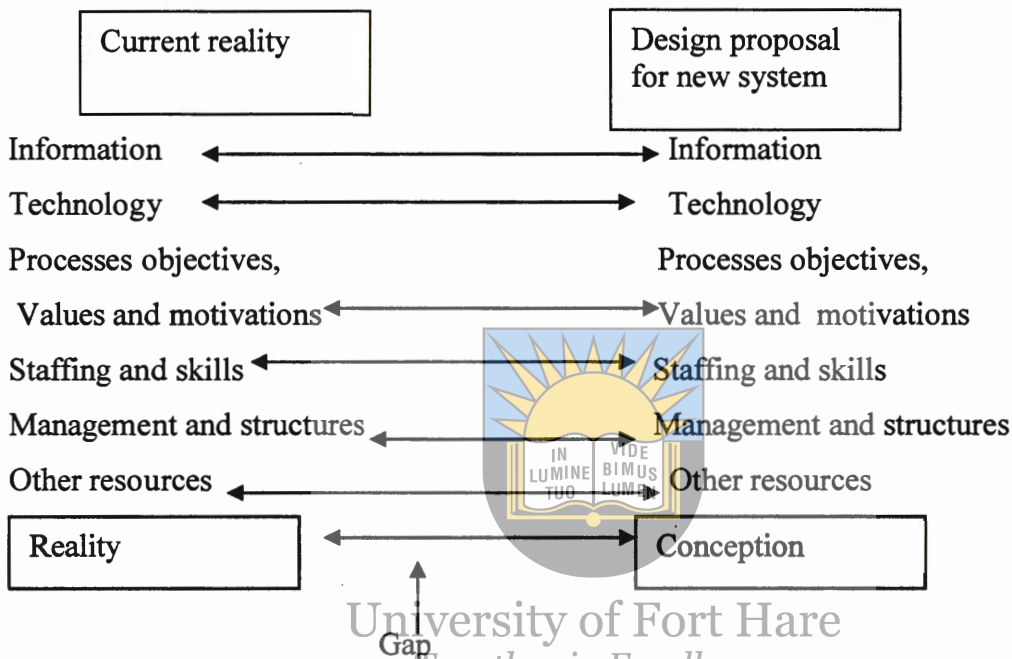 Current reality
Design proposal
for new system
Information
Information
Technology
Technology
Processes objectives,
Processes objectives,
Values and motivations
Values and motivations
Staffing and skills
Staffing and skills
Management and structures
Management and structures
IN
LUMINE
TUO
VIDE
BIMUS
LUMEN
Other resources
Other resources
Reality
Conception
University of Fort Hare
Gap